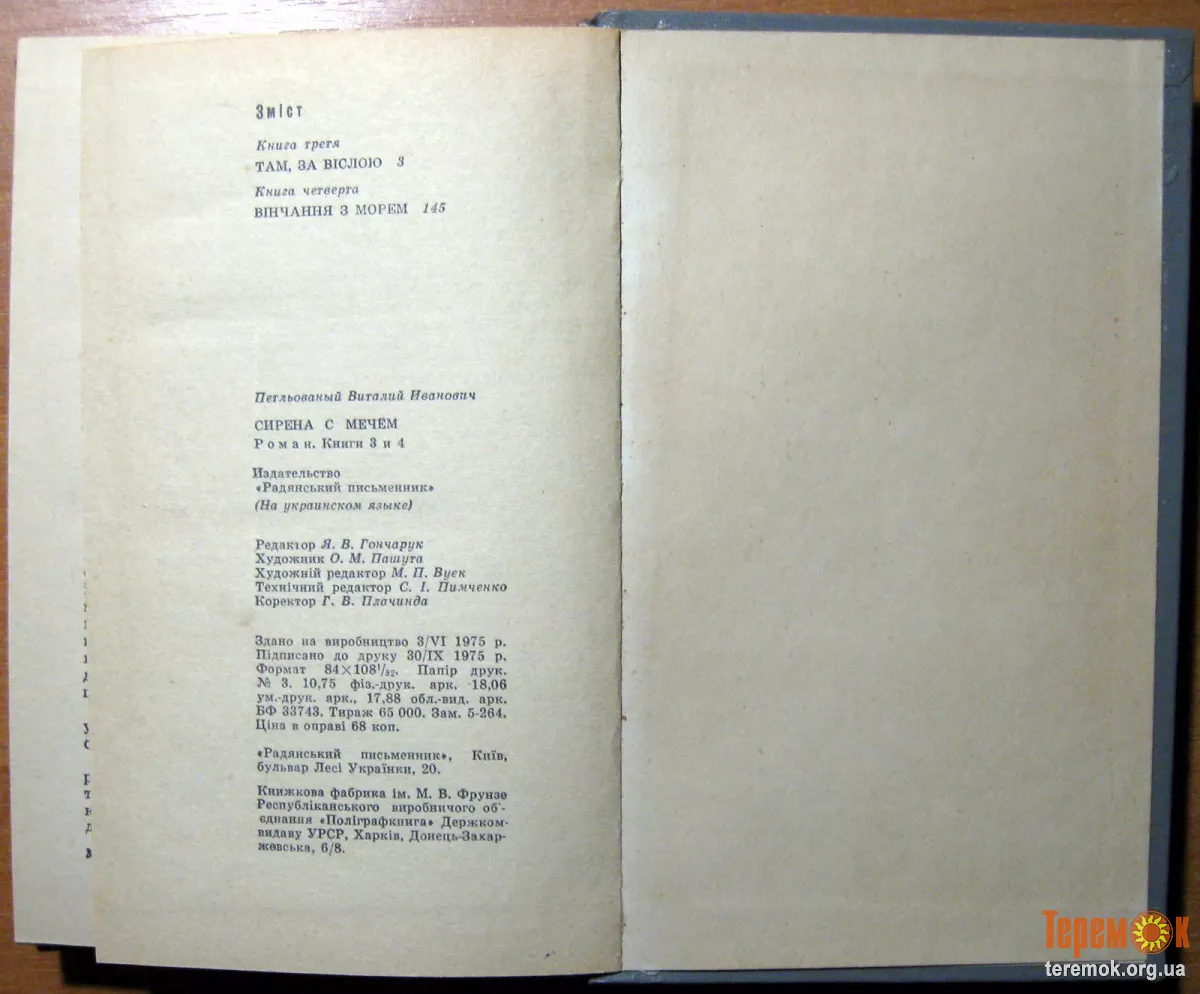 Зміст
Книга третя
ТАМ, ЗА ВІСЛОЮ 3
Книга четверта
ВІНЧАННЯ З МОРЕМ 145
Петльованый Виталий Иванович
СИРЕНА С МЕЧЁМ
Роман. Книги 3 и 4
Издательство
«Радянський письменник»
(На украинском языке)
Редактор Я. В. Гончарук
Художник О. М. Пашута
Художній редактор М. П. Вуєк
Технічний редактор С. І. Пимченко
Коректор Г. В. Плачинда
Здано на виробництво 3/VI 1975 р.
Підписано до друку 30/IX 1975 р.
Формат 84×108¹/₃₂. Папір друк.
№ 3. 10,75 фіз.-друк. арк. 18,06
ум.-друк. арк., 17,88 обл.-вид. арк.
БФ 33743. Тираж 65 000. Зам. 5-264.
Ціна в оправі 68 коп.
«Радянський письменник», Київ,
бульвар Лесі Українки, 20.
Книжкова фабрика ім. М. В. Фрунзе
Республіканського виробничого об'-
єднання «Поліграфкнига» Держком-
видаву УРСР, Харків, Донець-Захар-
жевська, 6/8.
Теремок
teremok.org.ua